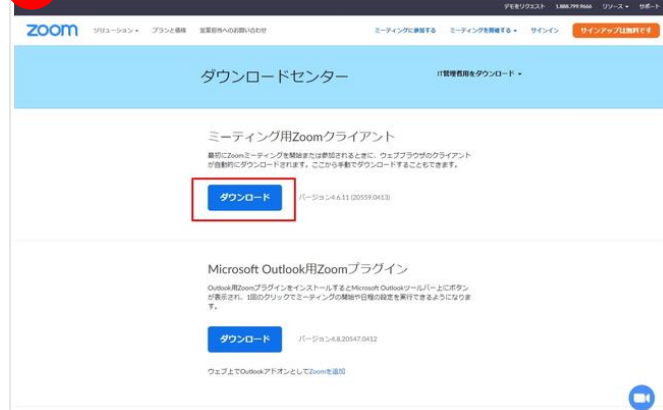 デモをリクエスト 1.888.799.9666 リソース サポート
zoom ソリューション プランと価格 営業担当へのお問い合わせ ミーティングに参加する ミーティングを開催する サインイン サインアップは無料です
ダウンロードセンター IT管理者用をダウンロード
ミーティング用Zoomクライアント
最初にZoomミーティングを開始または参加されるときに、ウェブブラウザのクライアント
が自動的にダウンロードされます。ここから手動でダウンロードすることもできます。
ダウンロード バージョン4.6.11 (20559.0413)
Microsoft Outlook用Zoomプラグイン
Outlook用ZoomプラグインをインストールするとMicrosoft Outlookツールバー上にボタン
が表示され、1回のクリックでミーティングの開始や日程の設定を実行できるようになりま
す。
ダウンロード バージョン4.8.20547.0412
ウェブ上でOutlookアドオンとしてZoomを追加